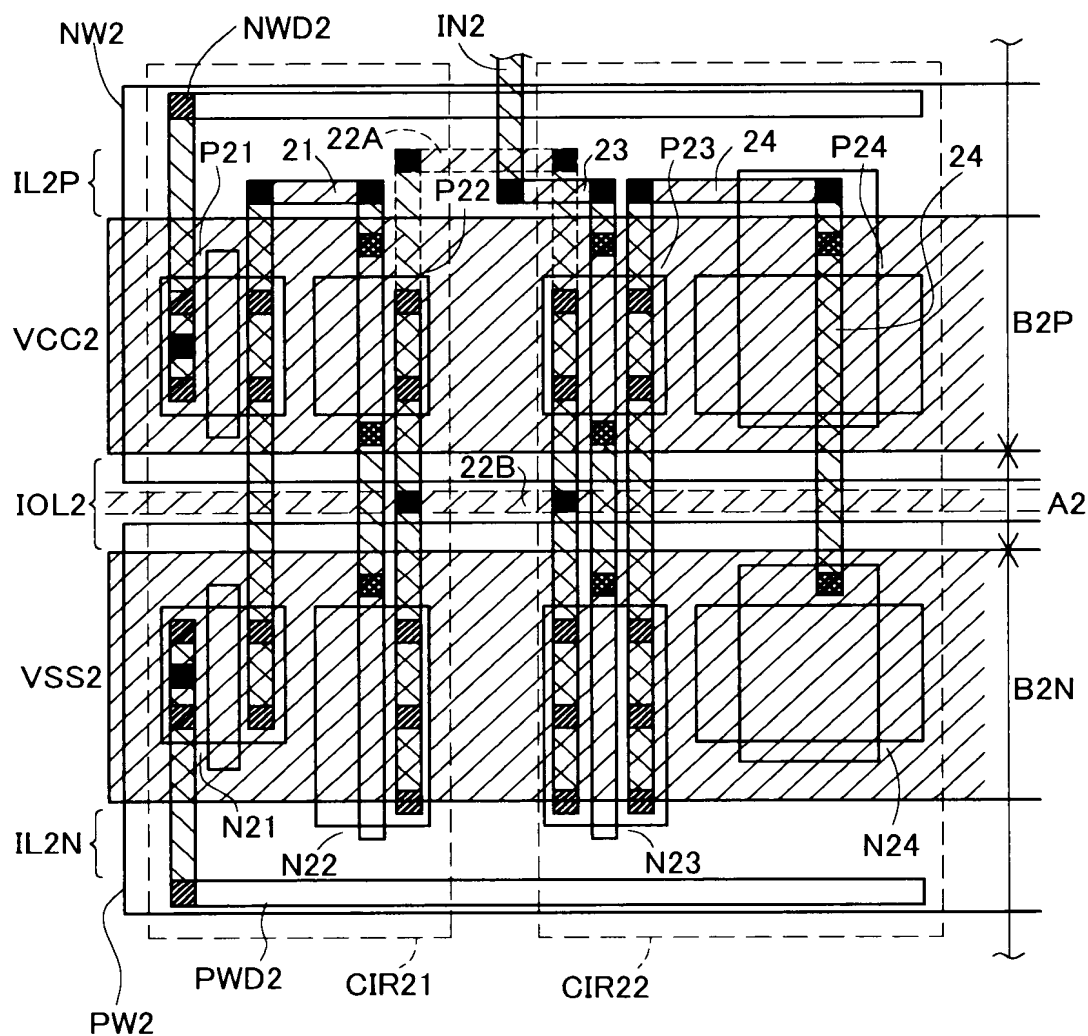 NW2
NWD2
IN2
22A
P21
21
23
P23
24
P24
24
IL2P
P22
VCC2
B2P
IOL2
22B
A2
VSS2
B2N
N21
IL2N
N22
N23
N24
PWD2
CIR21
CIR22
PW2